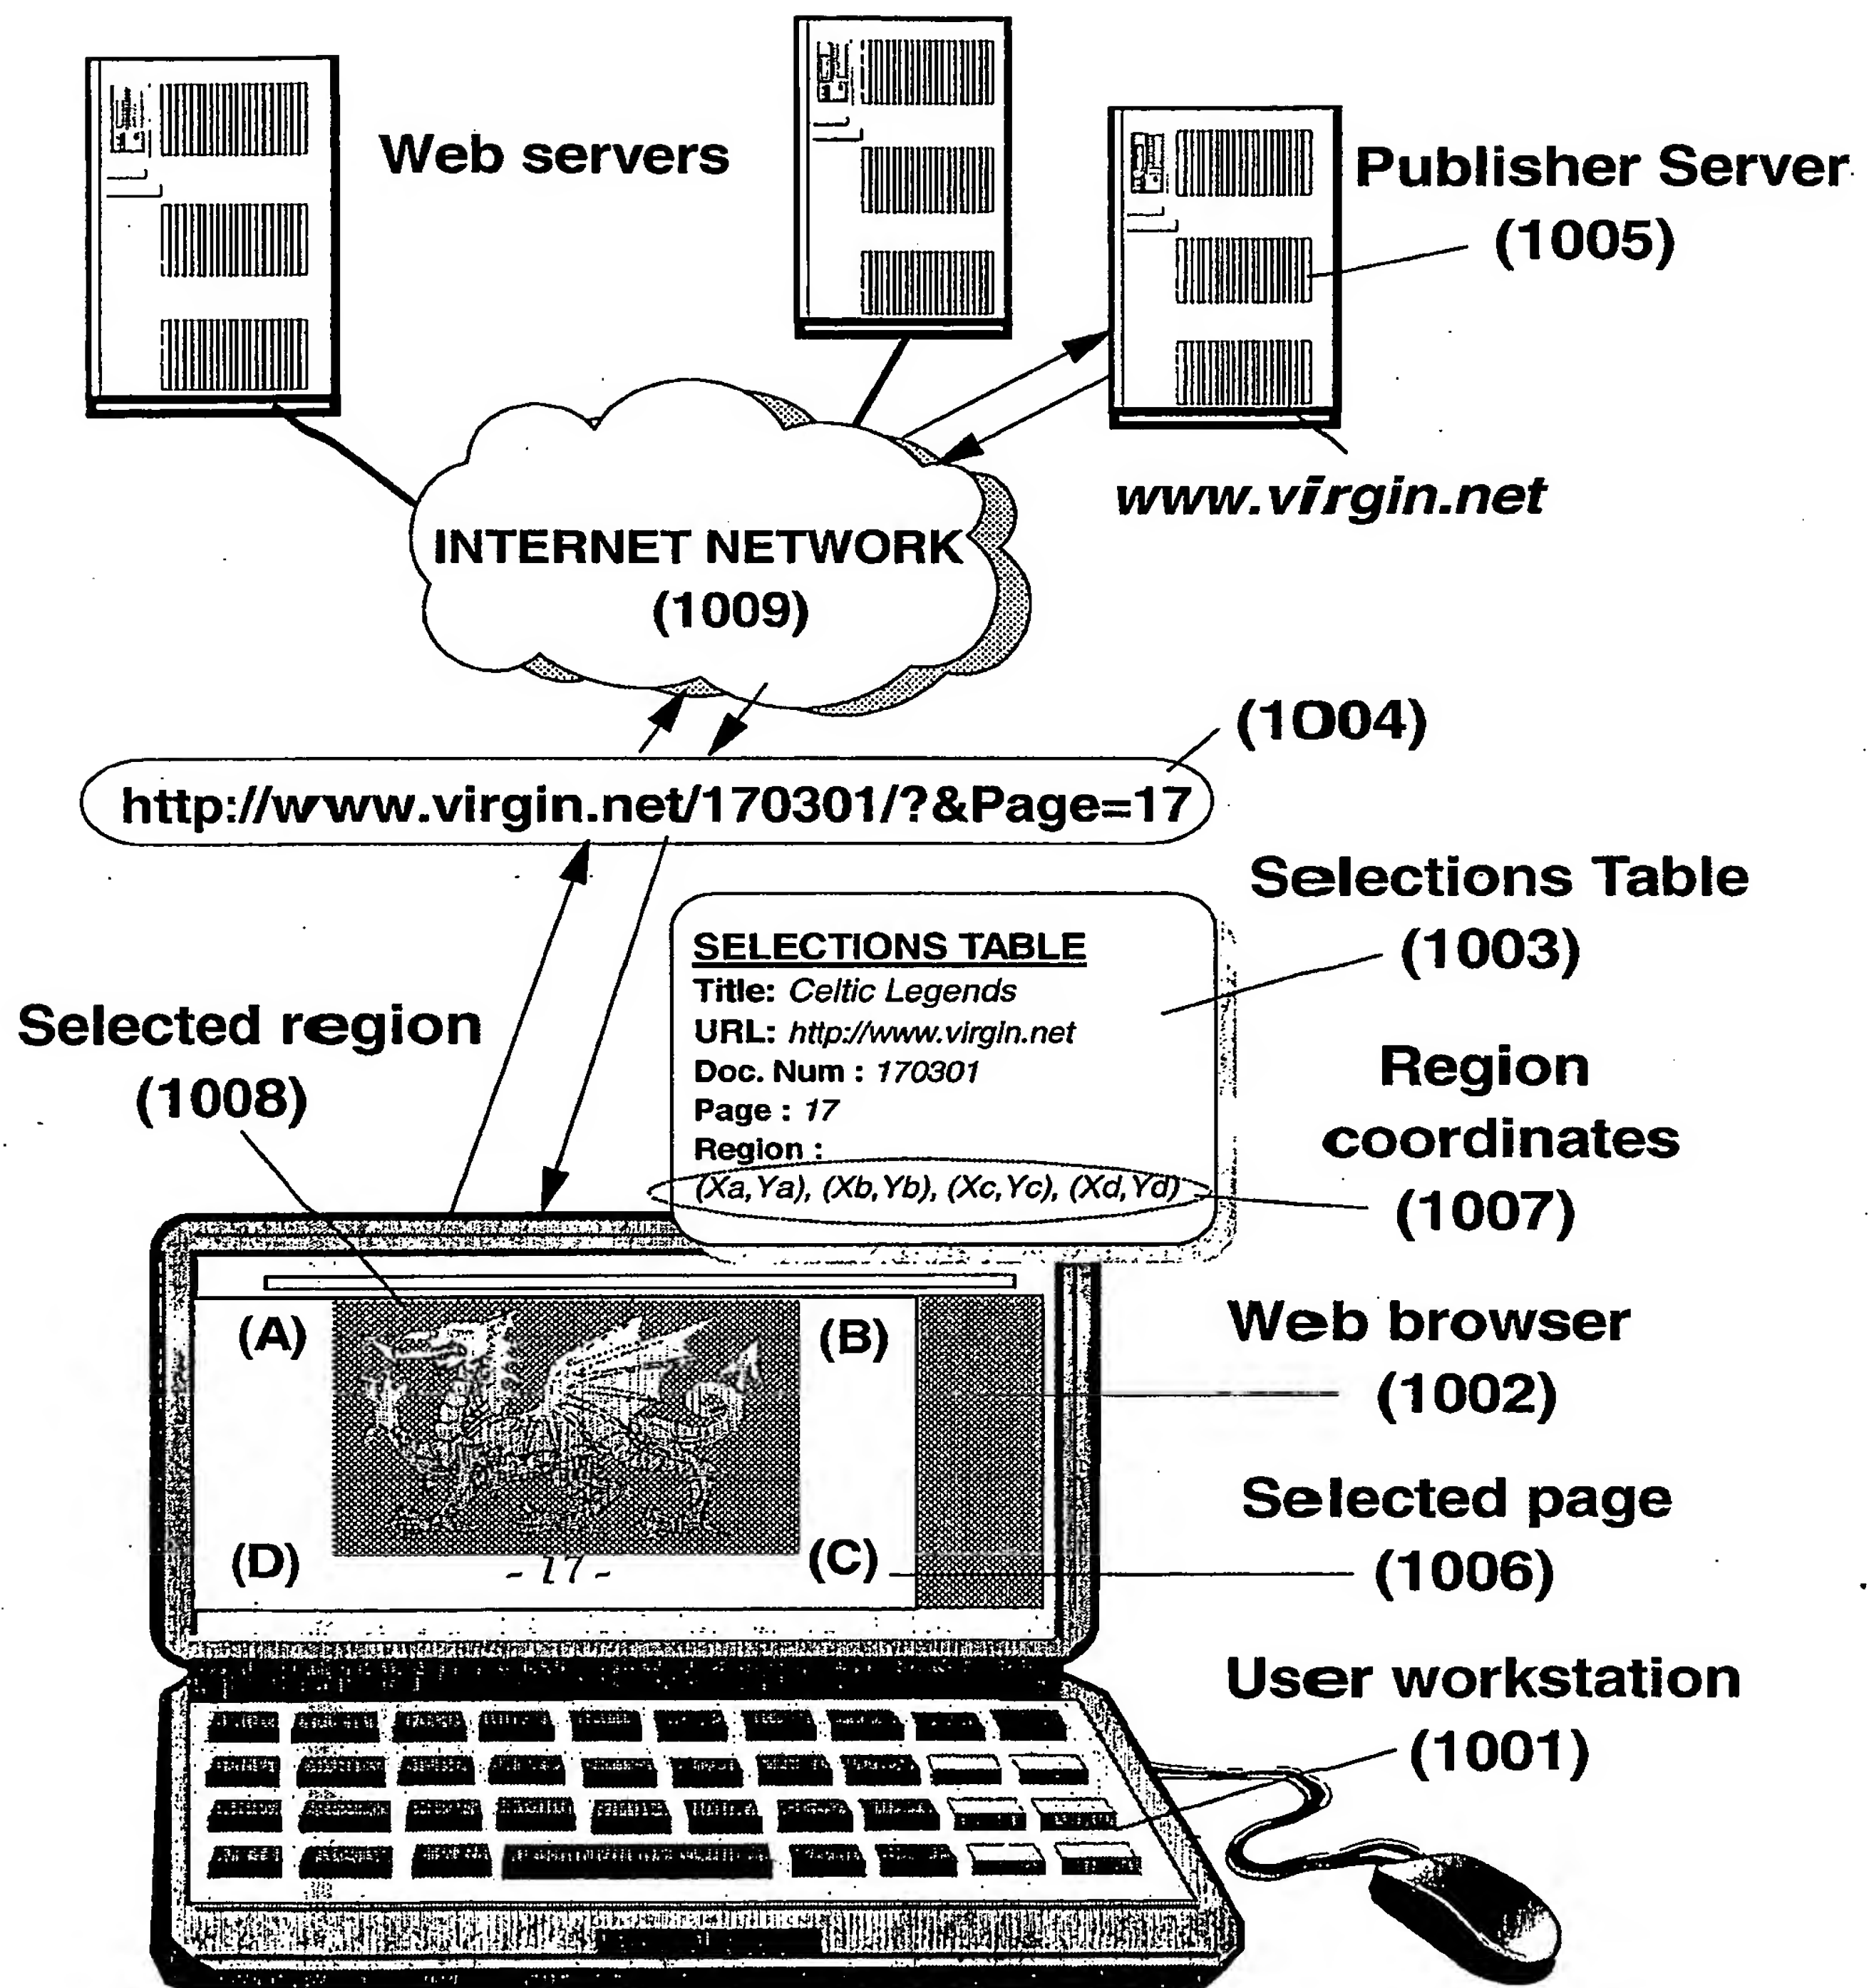 Web servers
Publisher Server
(1005)
www.virgin.net
INTERNET NETWORK
(1009)
(1004)
http://www.virgin.net/170301/?&Page=17
Selections Table
(1003)
SELECTIONS TABLE
Title: Celtic Legends
URL: http://www.virgin.net
Doc. Num : 170301
Page : 17
Region :
(Xa,Ya), (Xb,Yb), (Xc,Yc), (Xd,Yd)
Selected region
(1008)
Region
coordinates
(1007)
(A)
(B)
Web browser
(1002)
(D)
- 17 -
(C)
Selected page
(1006)
User workstation
(1001)